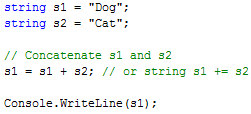 string s1 = "Dog";
string s2 = "Cat";
// Concatenate s1 and s2
s1 = s1 + s2; // or string s1 += s2
Console.WriteLine(s1);